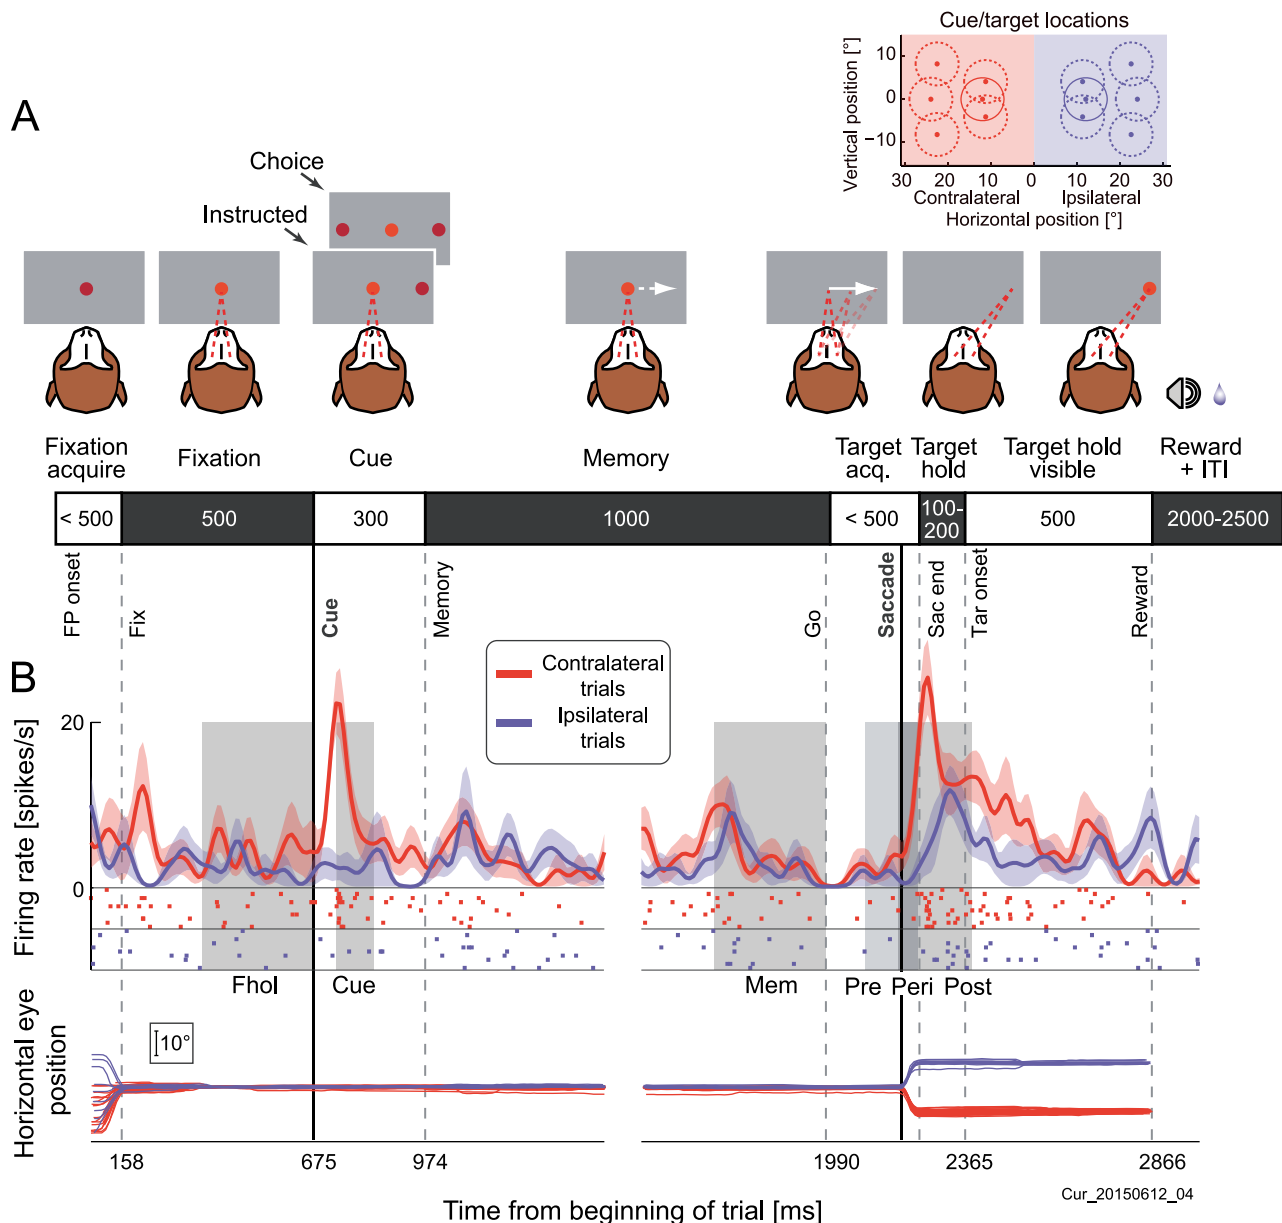 Cue/target locations
Vertical position [°]
10
0
−10
30
20
10
0
10
20
30
Contralateral
Ipsilateral
Horizontal position [°]
A
Choice
Instructed
Fixation
acquire
Fixation
Cue
Memory
Target
acq.
Target
hold
Target hold
visible
Reward
+ ITI
< 500
500
300
1000
< 500
100-
200
500
2000-2500
FP onset
Fix
Cue
Memory
Go
Saccade
Sac end
Tar onset
Reward
B
Contralateral
trials
Ipsilateral
trials
Firing rate [spikes/s]
20
0
Fhol
Cue
Mem
Pre
Peri
Post
Horizontal eye
position
10°
158
675
974
1990
2365
2866
Time from beginning of trial [ms]
Cur_20150612_04